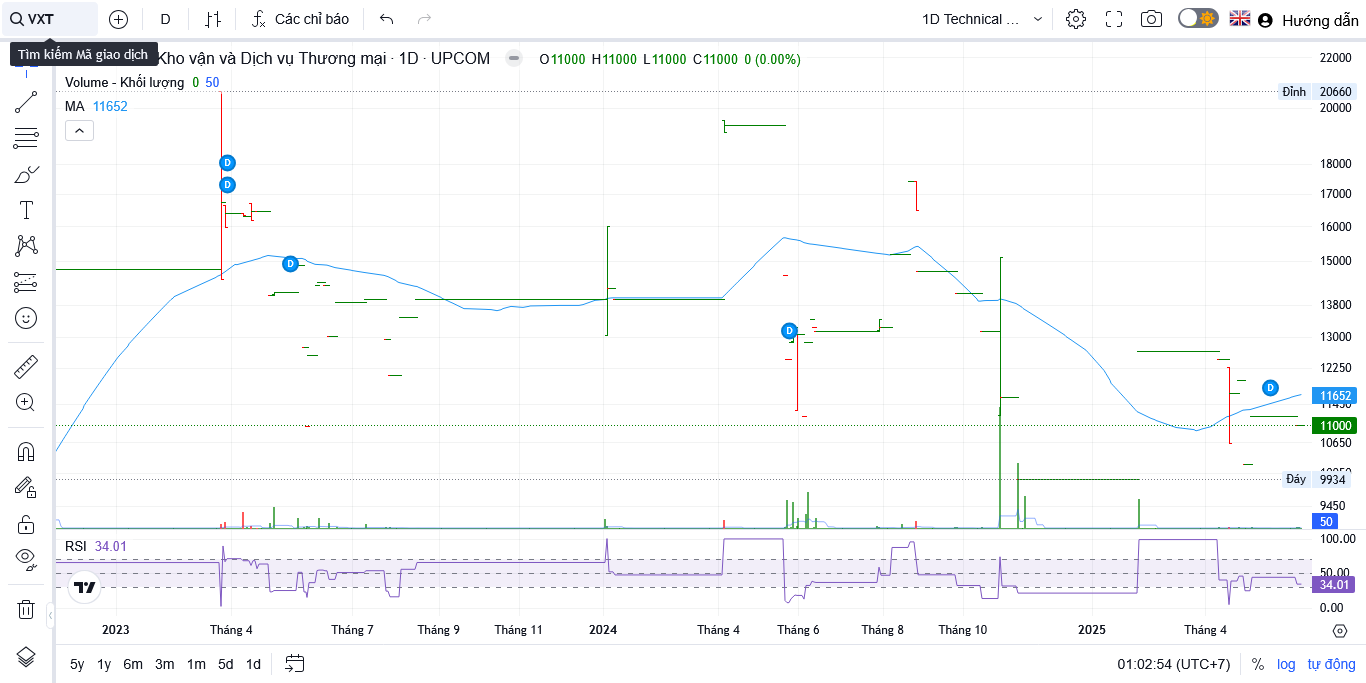 VXT D Các chỉ báo 1D Technical ... Hướng dẫn
Tìm kiếm Mã giao dịch
Kho vận và Dịch vụ Thương mại · 1D · UPCOM O11000 H11000 L11000 C11000 0 (0.00%)
Volume - Khối lượng 0 50
MA 11652
22000
Đỉnh 20660
20000
D
18000
D
17000
16000
D
15000
13800
D
13000
12250
D
11652
11450
11000
10650
Đáy 9934
9450
50
RSI 34.01
100.00
50.00
34.01
0.00
2023 Tháng 4 Tháng 7 Tháng 9 Tháng 11 2024 Tháng 4 Tháng 6 Tháng 8 Tháng 10 2025 Tháng 4
5y 1y 6m 3m 1m 5d 1d 01:02:54 (UTC+7) % log tự động